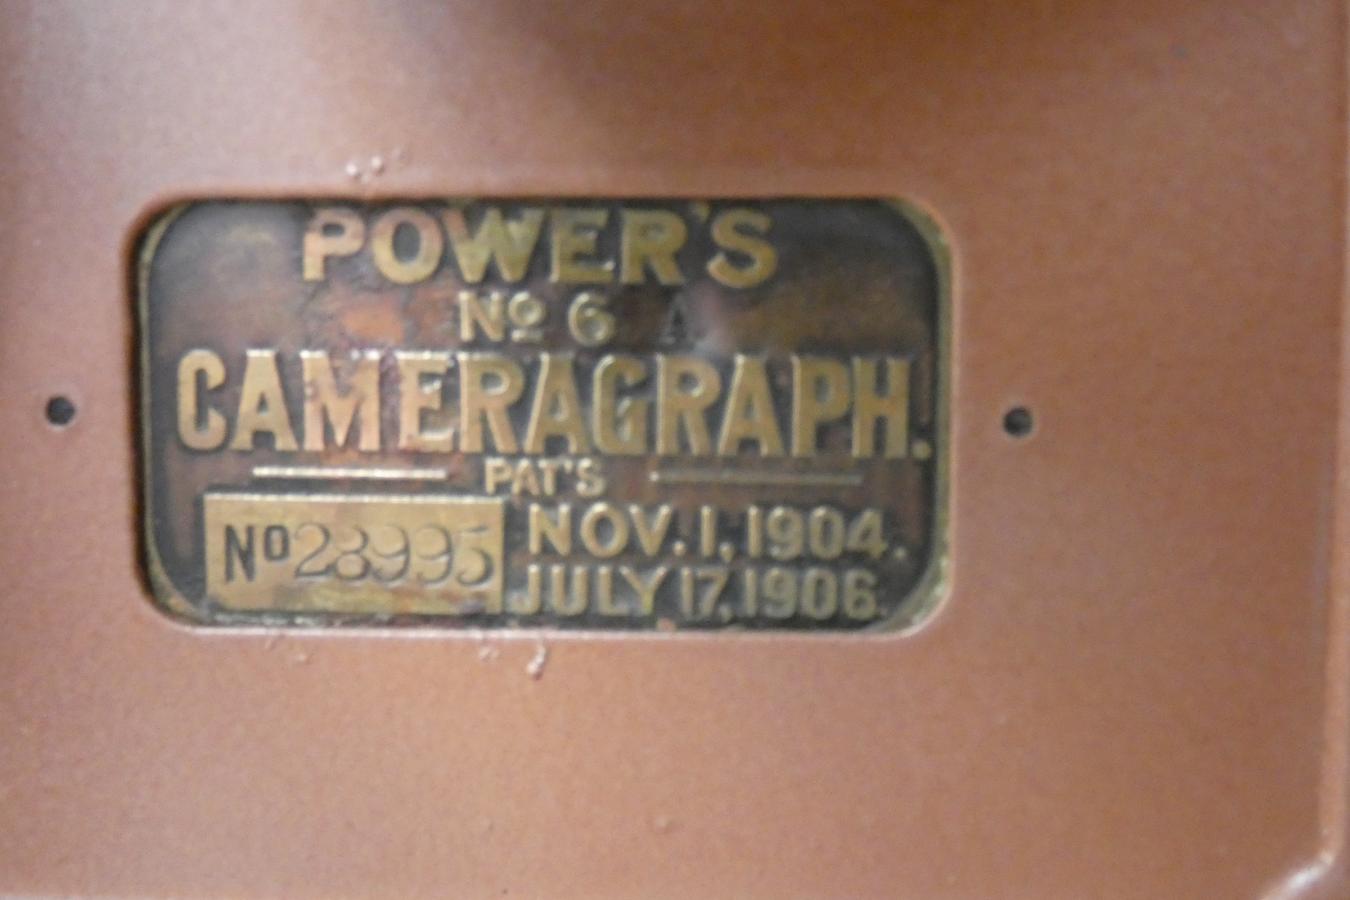 POWER'S
Nº 6 A
CAMERAGRAPH.
PAT'S
Nº 28995
NOV. 1, 1904.
JULY 17, 1906.